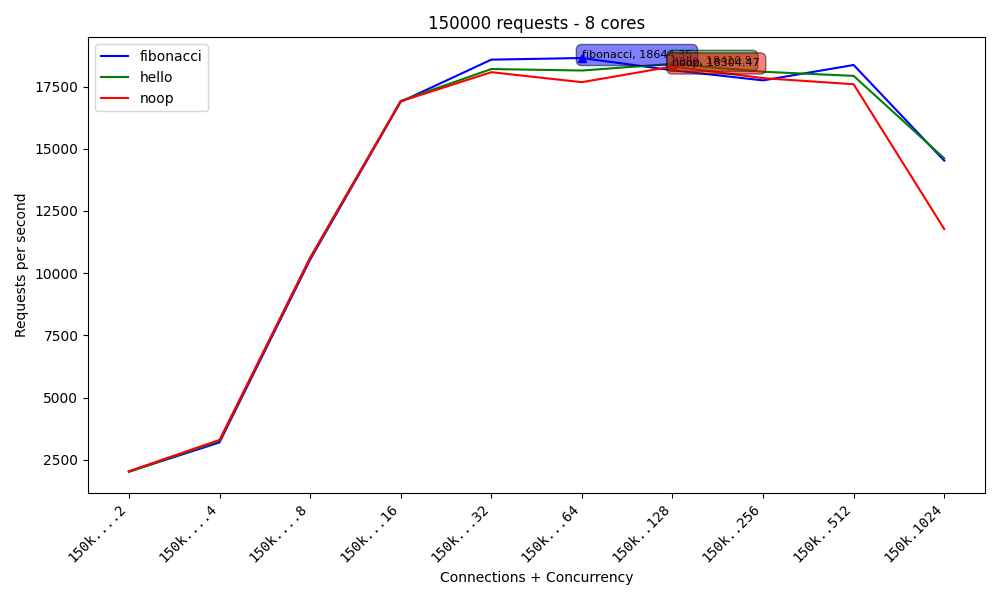 150000 requests - 8 cores
fibonacci
hello
noop
fibonacci,
noop, 18304.47
17500
15000
12500
10000
7500
5000
2500
Requests per second
150k....2
150k....4
150k....8
150k...16
150k...32
150k...64
150k..128
150k..256
150k..512
150k.1024
Connections + Concurrency